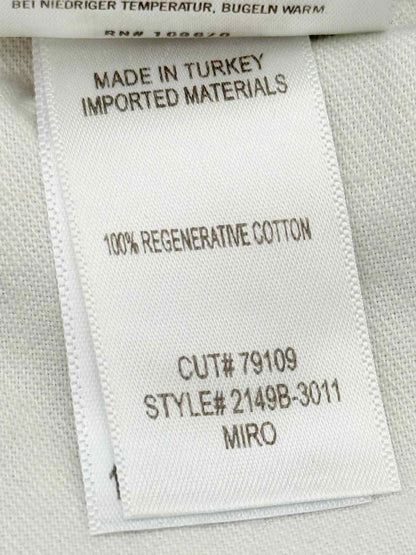 BEI NIEDRIGER TEMPERATUR, BUGELN WARM
RN#
MADE IN TURKEY
IMPORTED MATERIALS
100% REGENERATIVE COTTON
CUT# 79109
STYLE# 2149B-3011
MIRO